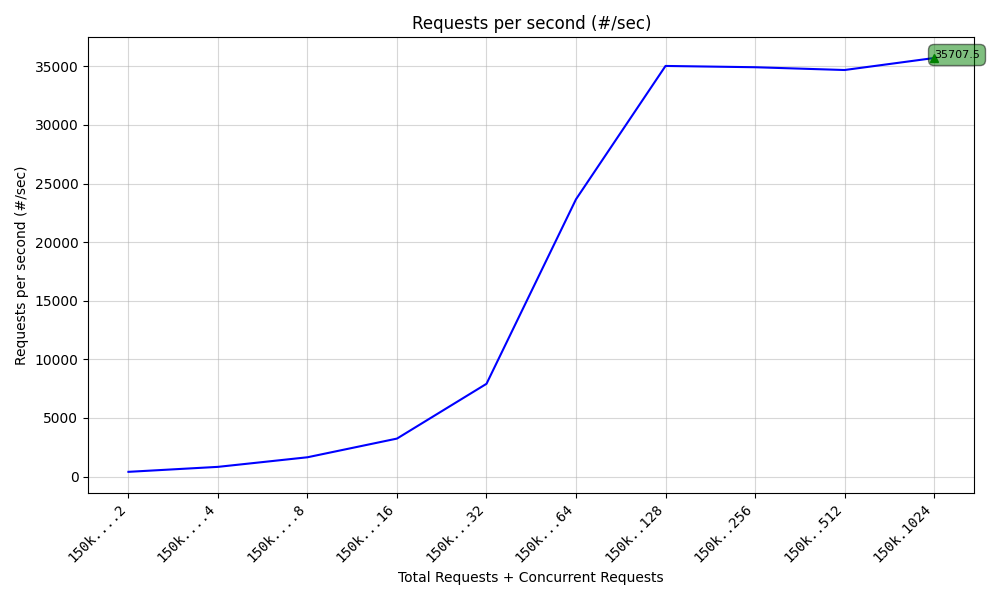 Requests per second (#/sec)
35707.5
35000
30000
25000
20000
15000
10000
5000
0
Requests per second (#/sec)
150k....2
150k....4
150k....8
150k...16
150k...32
150k...64
150k..128
150k..256
150k..512
150k.1024
Total Requests + Concurrent Requests